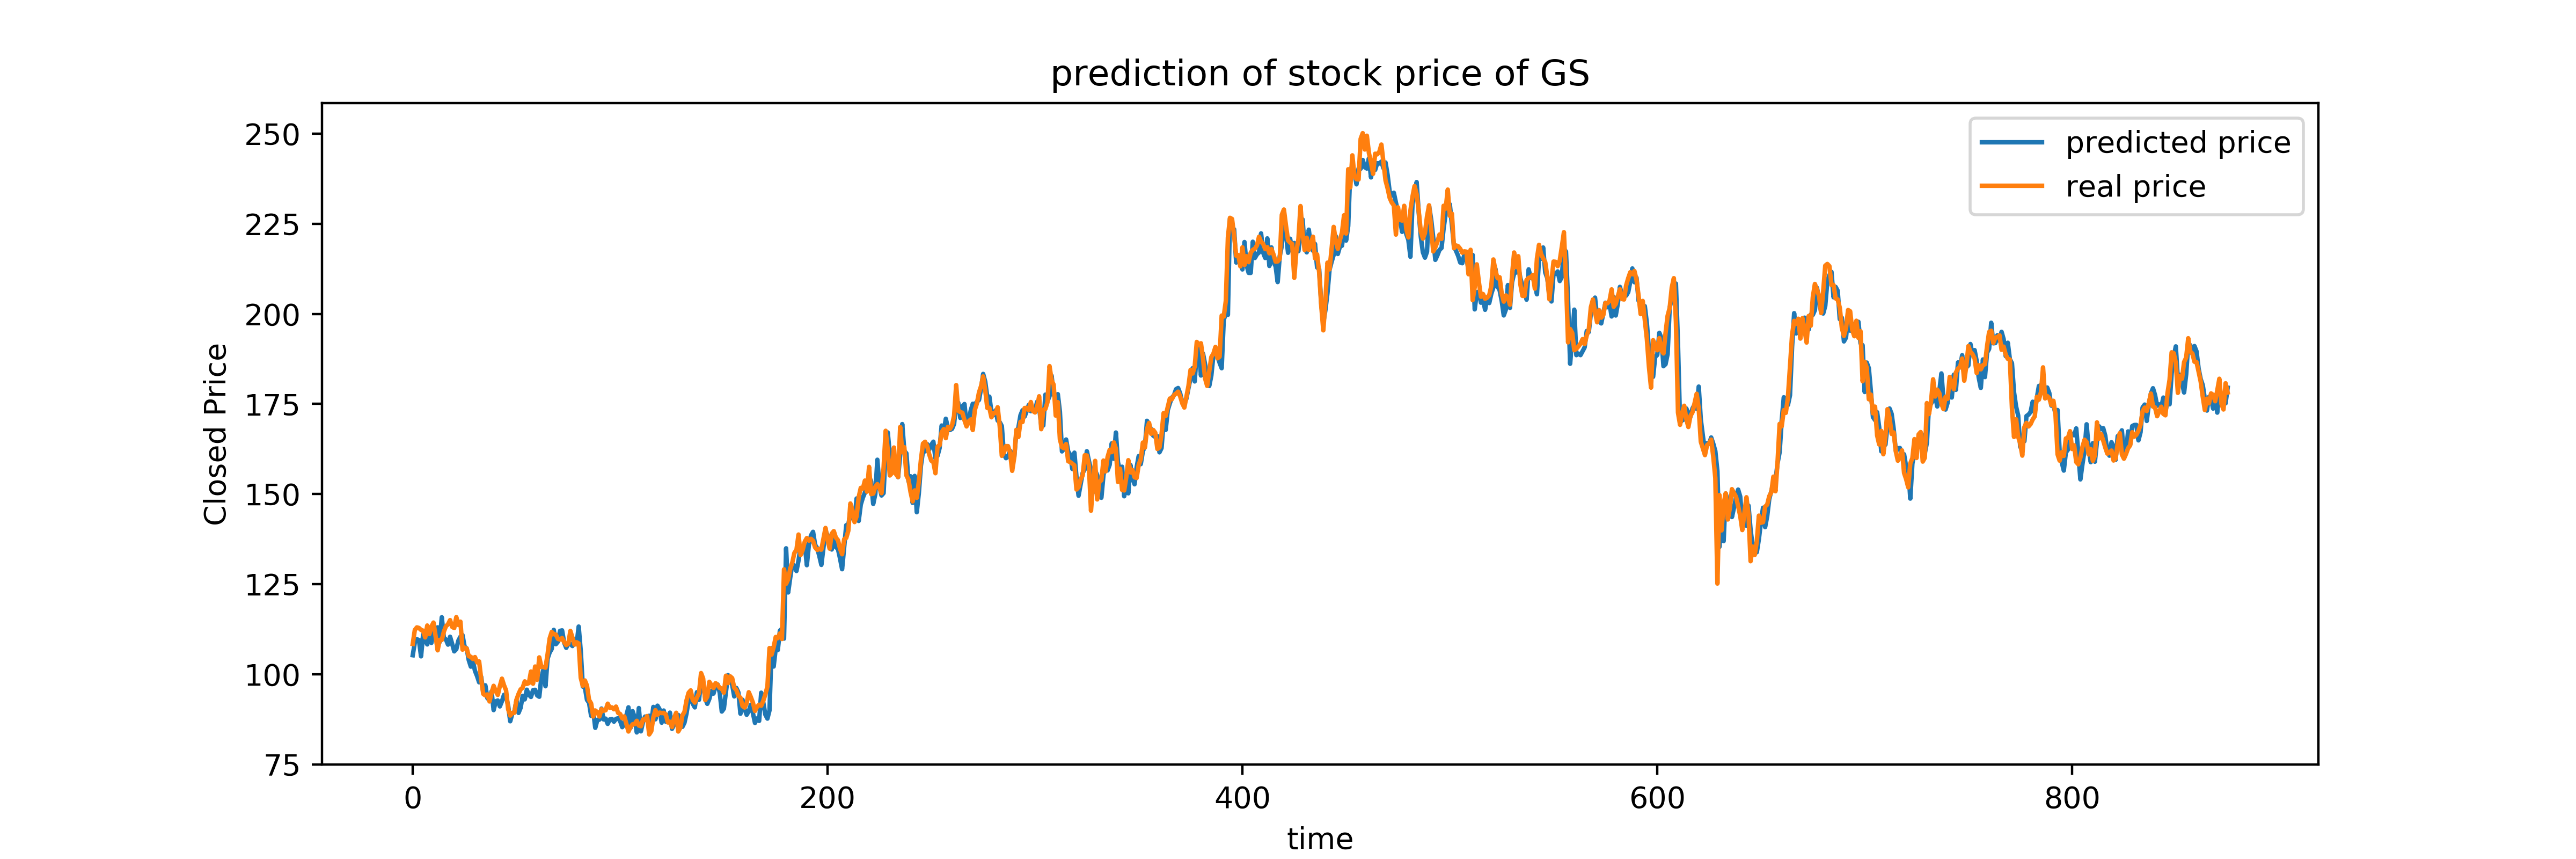 prediction of stock price of GS
predicted price
real price
Closed Price
250
225
200
175
150
125
100
75
0 200 400 600 800
time